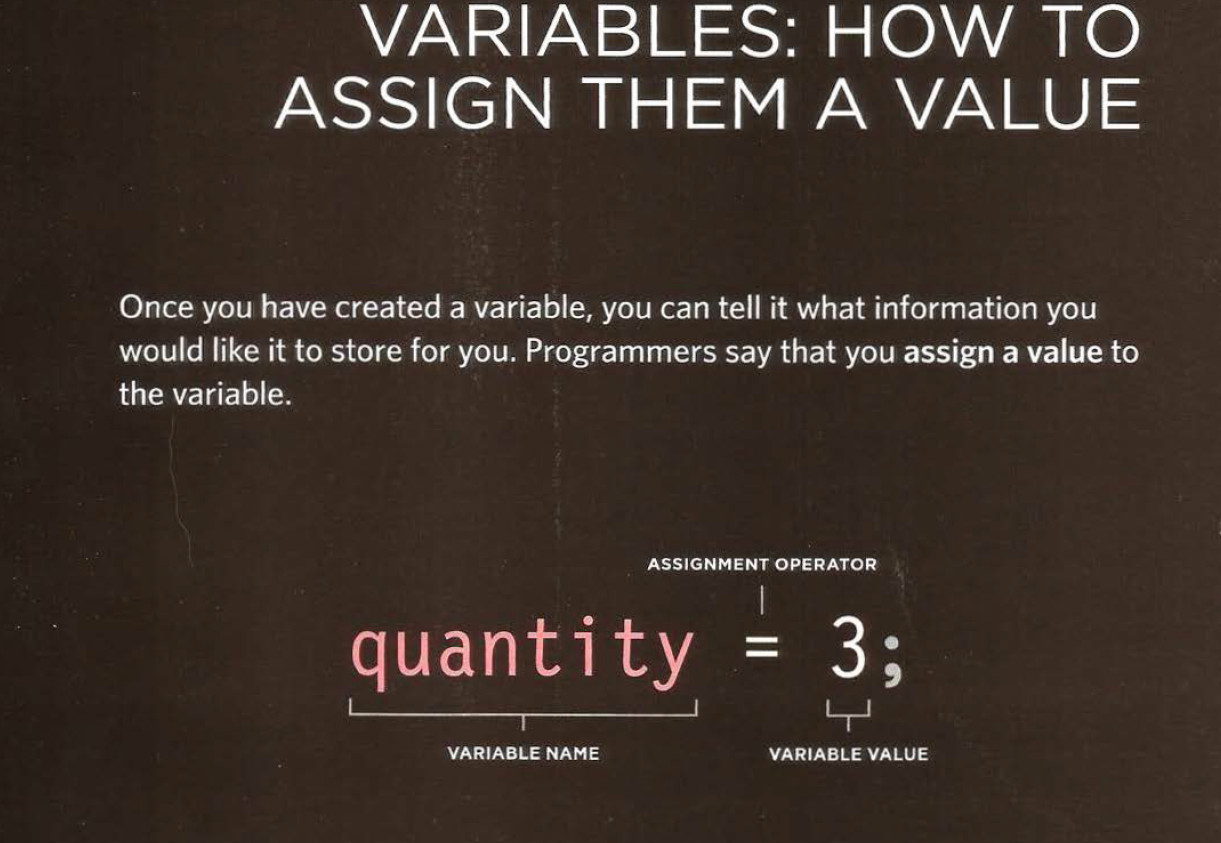 VARIABLES: HOW TO
ASSIGN THEM A VALUE
Once you have created a variable, you can tell it what information you
would like it to store for you. Programmers say that you assign a value to
the variable.
ASSIGNMENT OPERATOR
quantity = 3;
VARIABLE NAME
VARIABLE VALUE